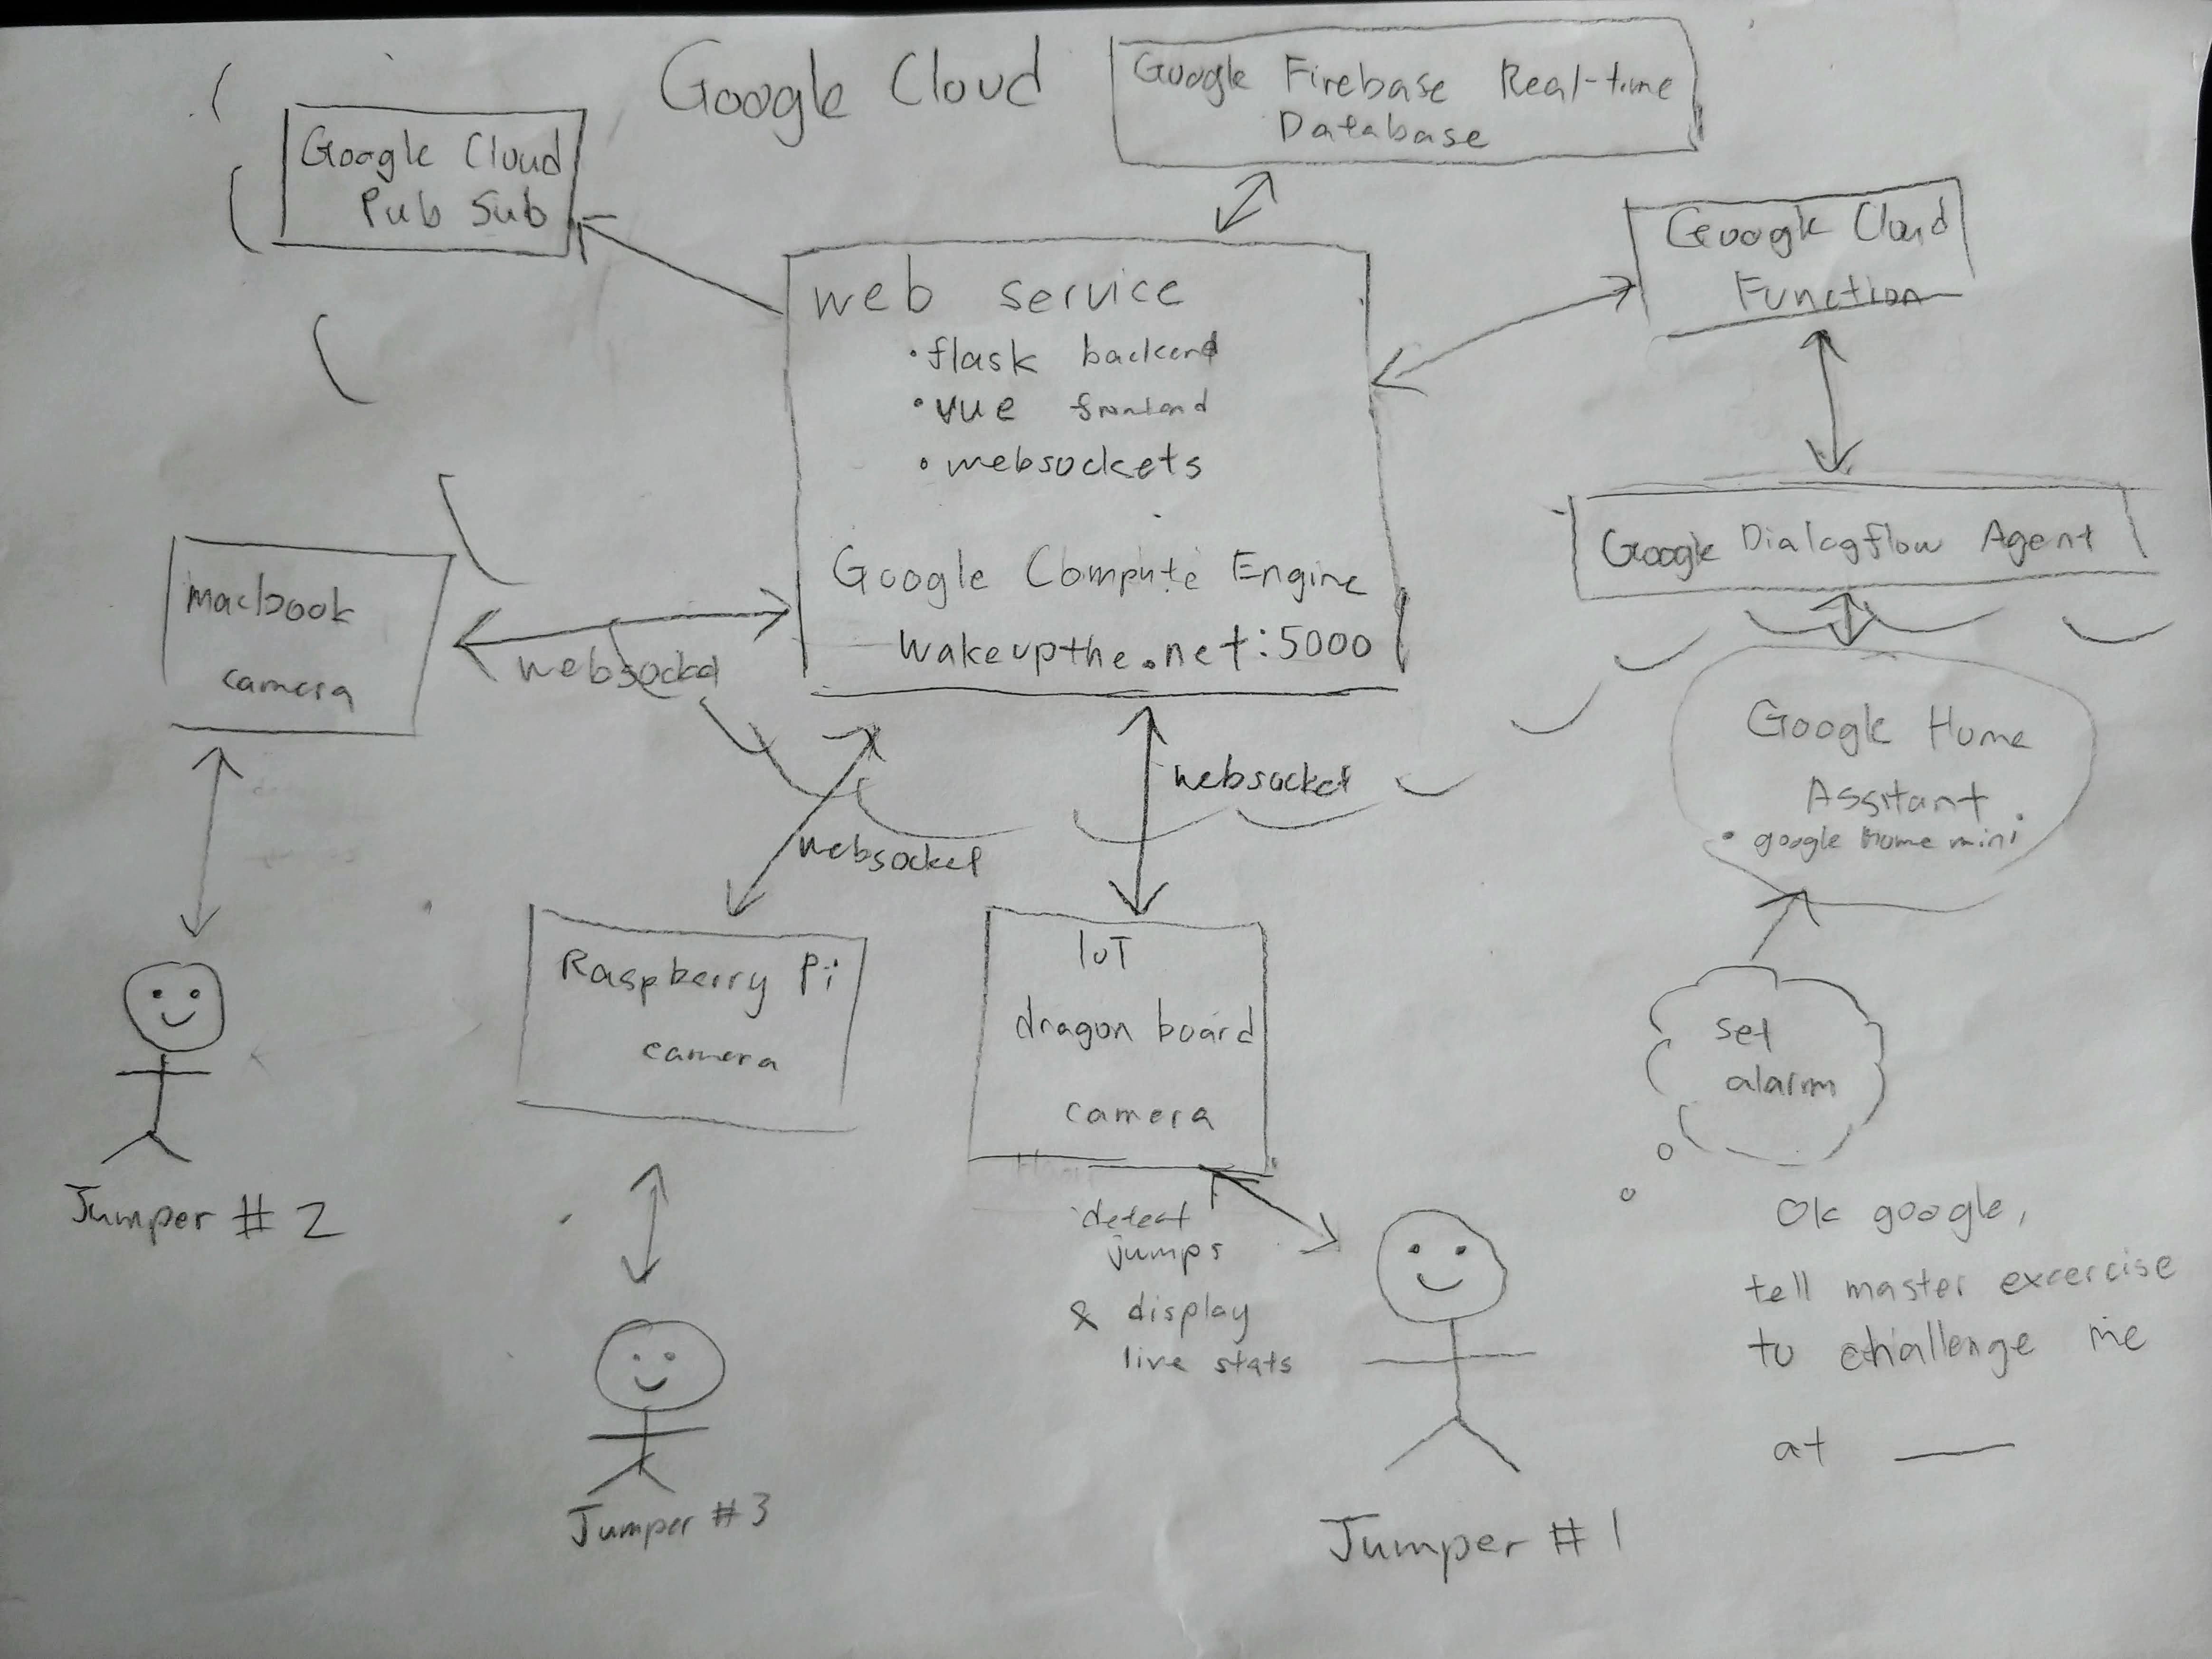 Google Cloud
Google Firebase Real-time
Database
Google Cloud
Pub Sub
Google Cloud
Function
web service
• flask backend
• vue frontend
• websockets
Google Compute Engine
wakeupthe.net:5000
Google Dialogflow Agent
macbook
camera
websocket
Google Home
Assitant
• google Home mini
websocket
websocket
Raspberry Pi
camera
IoT
dragon board
camera
set
alarm
Jumper #2
detect
jumps
& display
live stats
Ok google,
tell master excercise
to challenge me
at
Jumper #3
Jumper #1